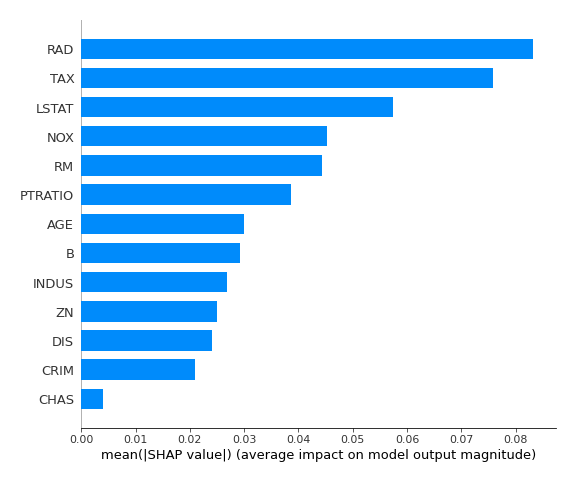 RAD
TAX
LSTAT
NOX
RM
PTRATIO
AGE
B
INDUS
ZN
DIS
CRIM
CHAS
0.00 0.01 0.02 0.03 0.04 0.05 0.06 0.07 0.08
mean(|SHAP value|) (average impact on model output magnitude)